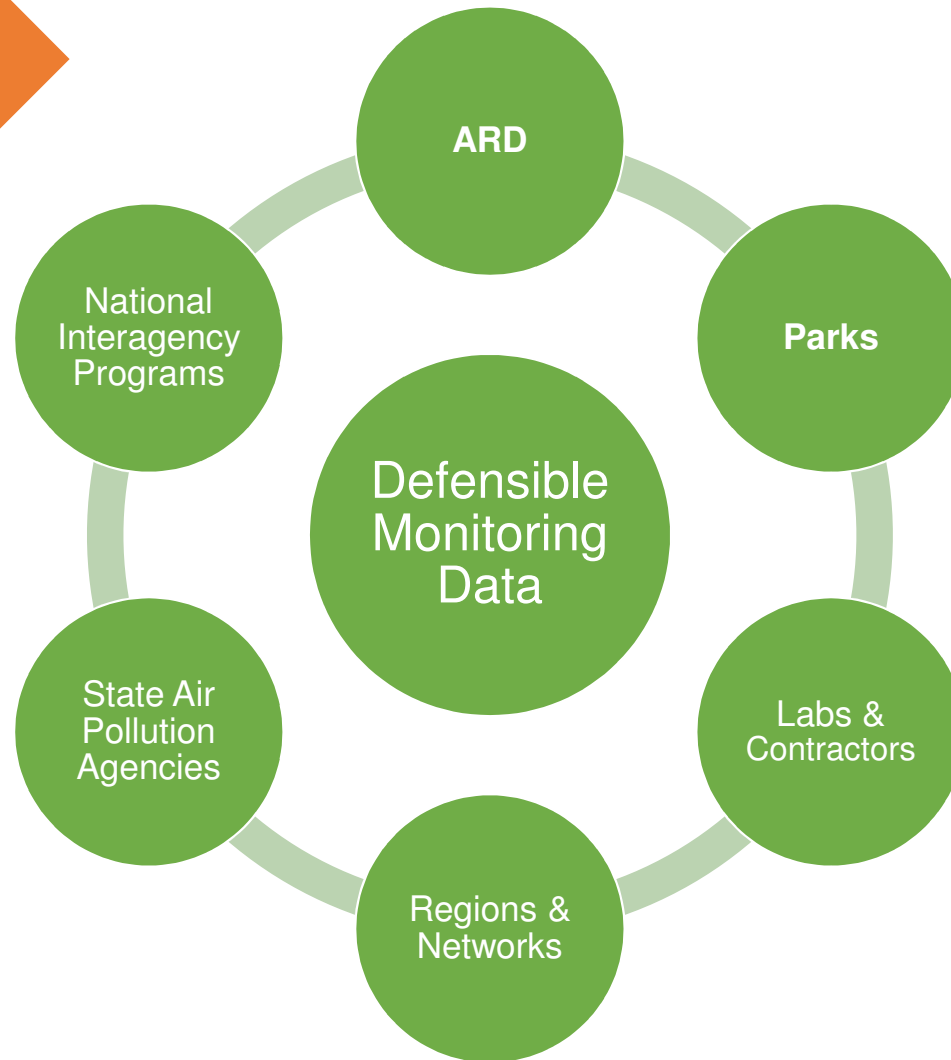 ARD
Parks
Labs &
Contractors
Regions &
Networks
State Air
Pollution
Agencies
National
Interagency
Programs
Defensible
Monitoring
Data